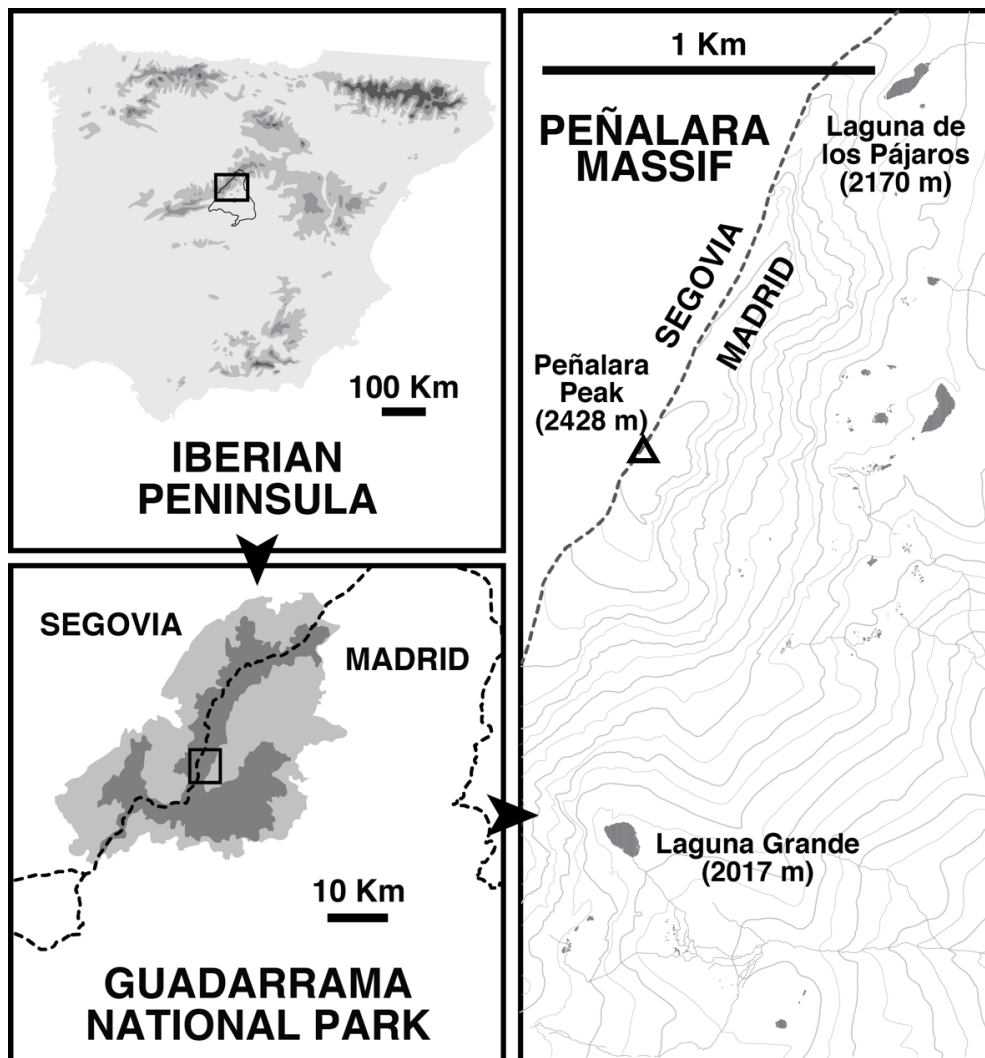 100 Km
IBERIAN
PENINSULA
SEGOVIA
MADRID
10 Km
GUADARRAMA
NATIONAL PARK
1 Km
PEÑALARA
MASSIF
Laguna de
los Pájaros
(2170 m)
SEGOVIA
MADRID
Peñalara
Peak
(2428 m)
Laguna Grande
(2017 m)